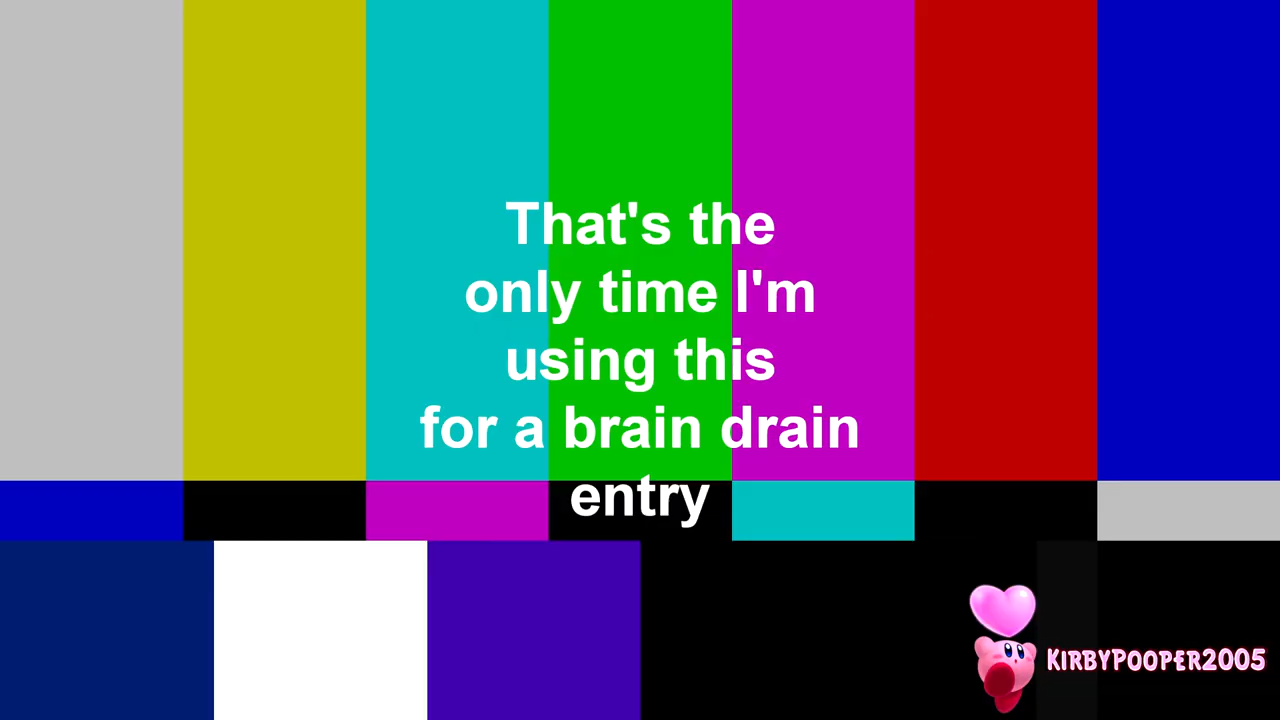 That's the
only time I'm
using this
for a brain drain
entry
KIRBYPOOPER2005